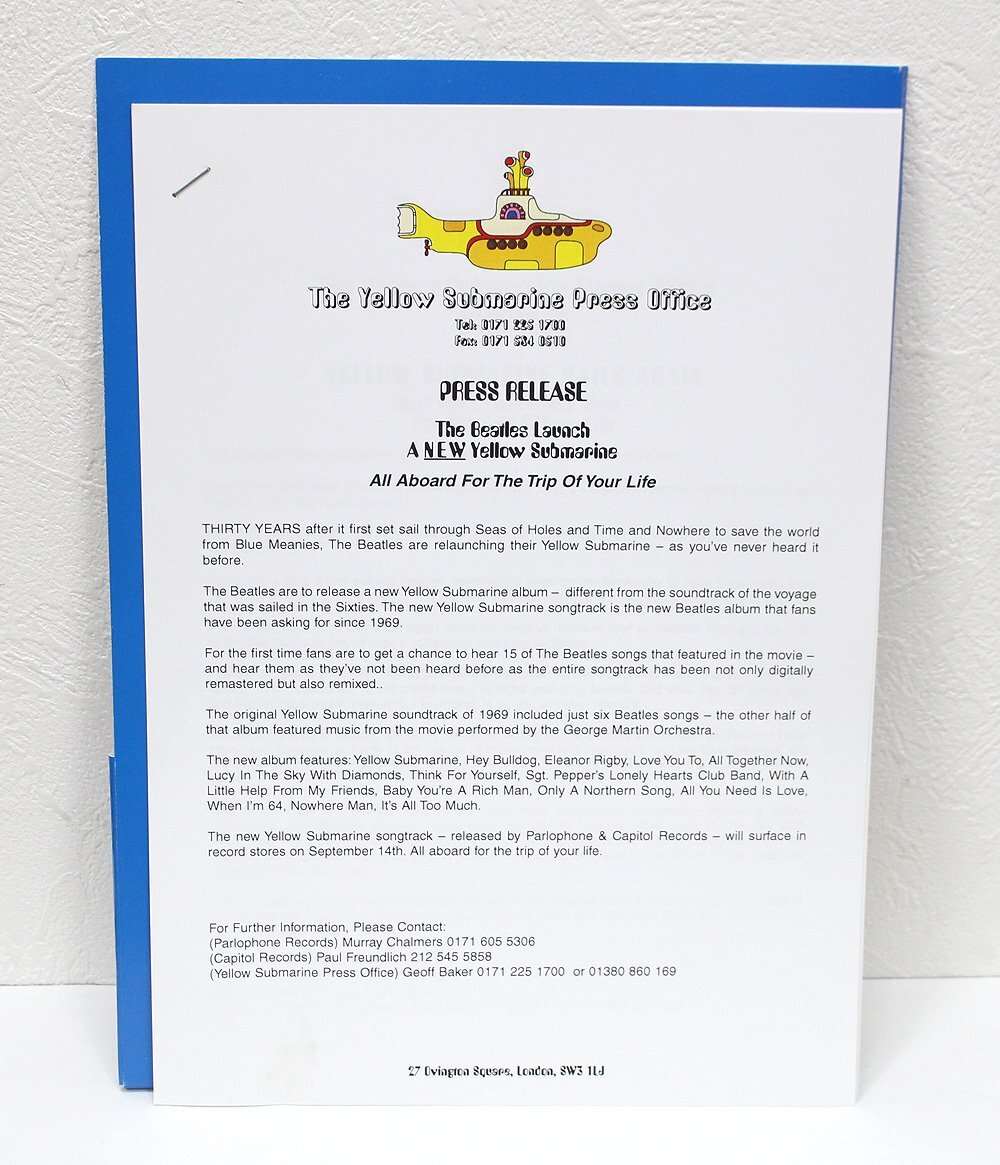 The Yellow Submarine Press Office
Tel: 0171 225 1700
Fax: 0171 584 0510
PRESS RELEASE
The Beatles Launch
A NEW Yellow Submarine
All Aboard For The Trip Of Your Life
THIRTY YEARS after it first set sail through Seas of Holes and Time and Nowhere to save the world
from Blue Meanies, The Beatles are relaunching their Yellow Submarine – as you've never heard it
before.
The Beatles are to release a new Yellow Submarine album – different from the soundtrack of the voyage
that was sailed in the Sixties. The new Yellow Submarine songtrack is the new Beatles album that fans
have been asking for since 1969.
For the first time fans are to get a chance to hear 15 of The Beatles songs that featured in the movie –
and hear them as they've not been heard before as the entire songtrack has been not only digitally
remastered but also remixed..
The original Yellow Submarine soundtrack of 1969 included just six Beatles songs – the other half of
that album featured music from the movie performed by the George Martin Orchestra.
The new album features: Yellow Submarine, Hey Bulldog, Eleanor Rigby, Love You To, All Together Now,
Lucy In The Sky With Diamonds, Think For Yourself, Sgt. Pepper's Lonely Hearts Club Band, With A
Little Help From My Friends, Baby You're A Rich Man, Only A Northern Song, All You Need Is Love,
When I'm 64, Nowhere Man, It's All Too Much.
The new Yellow Submarine songtrack – released by Parlophone & Capitol Records – will surface in
record stores on September 14th. All aboard for the trip of your life.
For Further Information, Please Contact:
(Parlophone Records) Murray Chalmers 0171 605 5306
(Capitol Records) Paul Freundlich 212 545 5858
(Yellow Submarine Press Office) Geoff Baker 0171 225 1700 or 01380 860 169
27 Ovington Square, London, SW3 1LJ